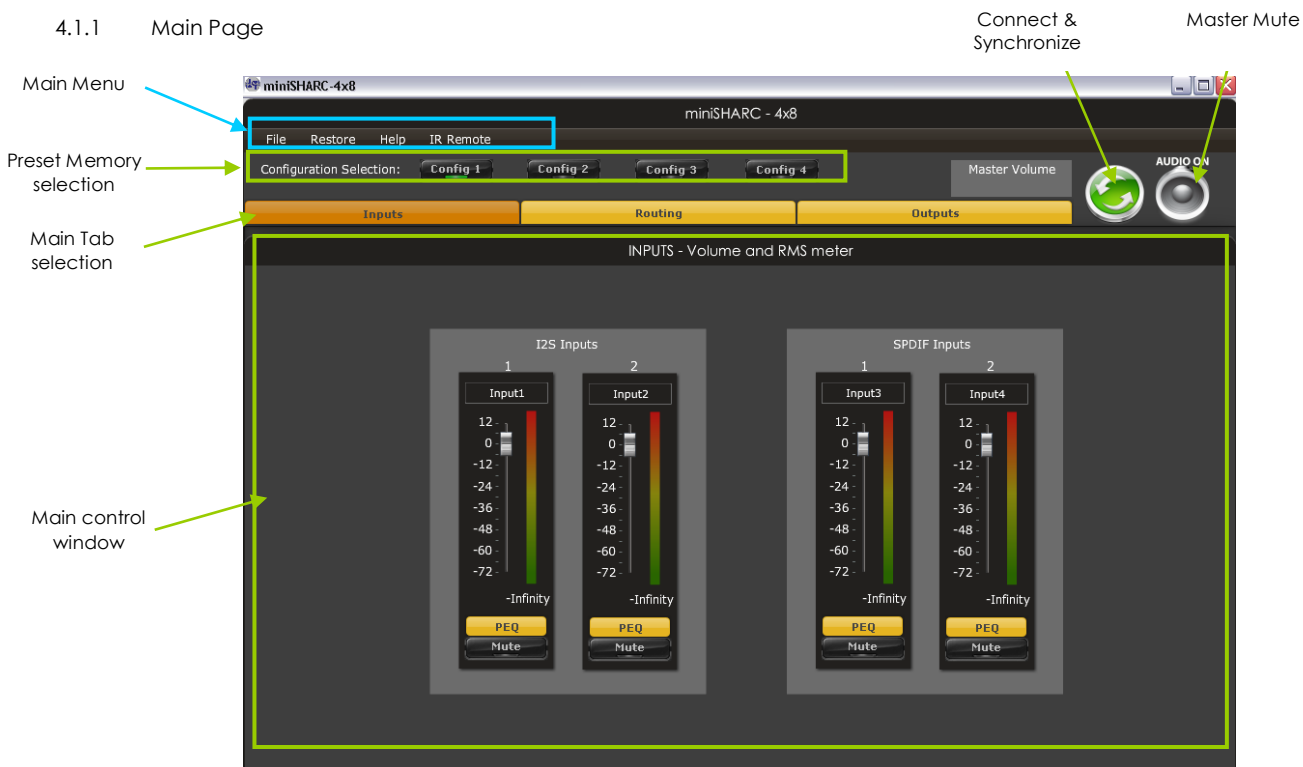 4.1.1 Main Page
Connect &
Synchronize
Master Mute
Main Menu
miniSHARC-4x8
miniSHARC - 4x8
File Restore Help IR Remote
Preset Memory
selection
Configuration Selection: Config 1 Config 2 Config 3 Config 4
Master Volume
AUDIO ON
Main Tab
selection
Inputs Routing Outputs
INPUTS - Volume and RMS meter
Main control
window
I2S Inputs
1 2
Input1 Input2
12 12
0 0
-12 -12
-24 -24
-36 -36
-48 -48
-60 -60
-72 -72
-Infinity -Infinity
PEQ PEQ
Mute Mute
SPDIF Inputs
1 2
Input3 Input4
12 12
0 0
-12 -12
-24 -24
-36 -36
-48 -48
-60 -60
-72 -72
-Infinity -Infinity
PEQ PEQ
Mute Mute